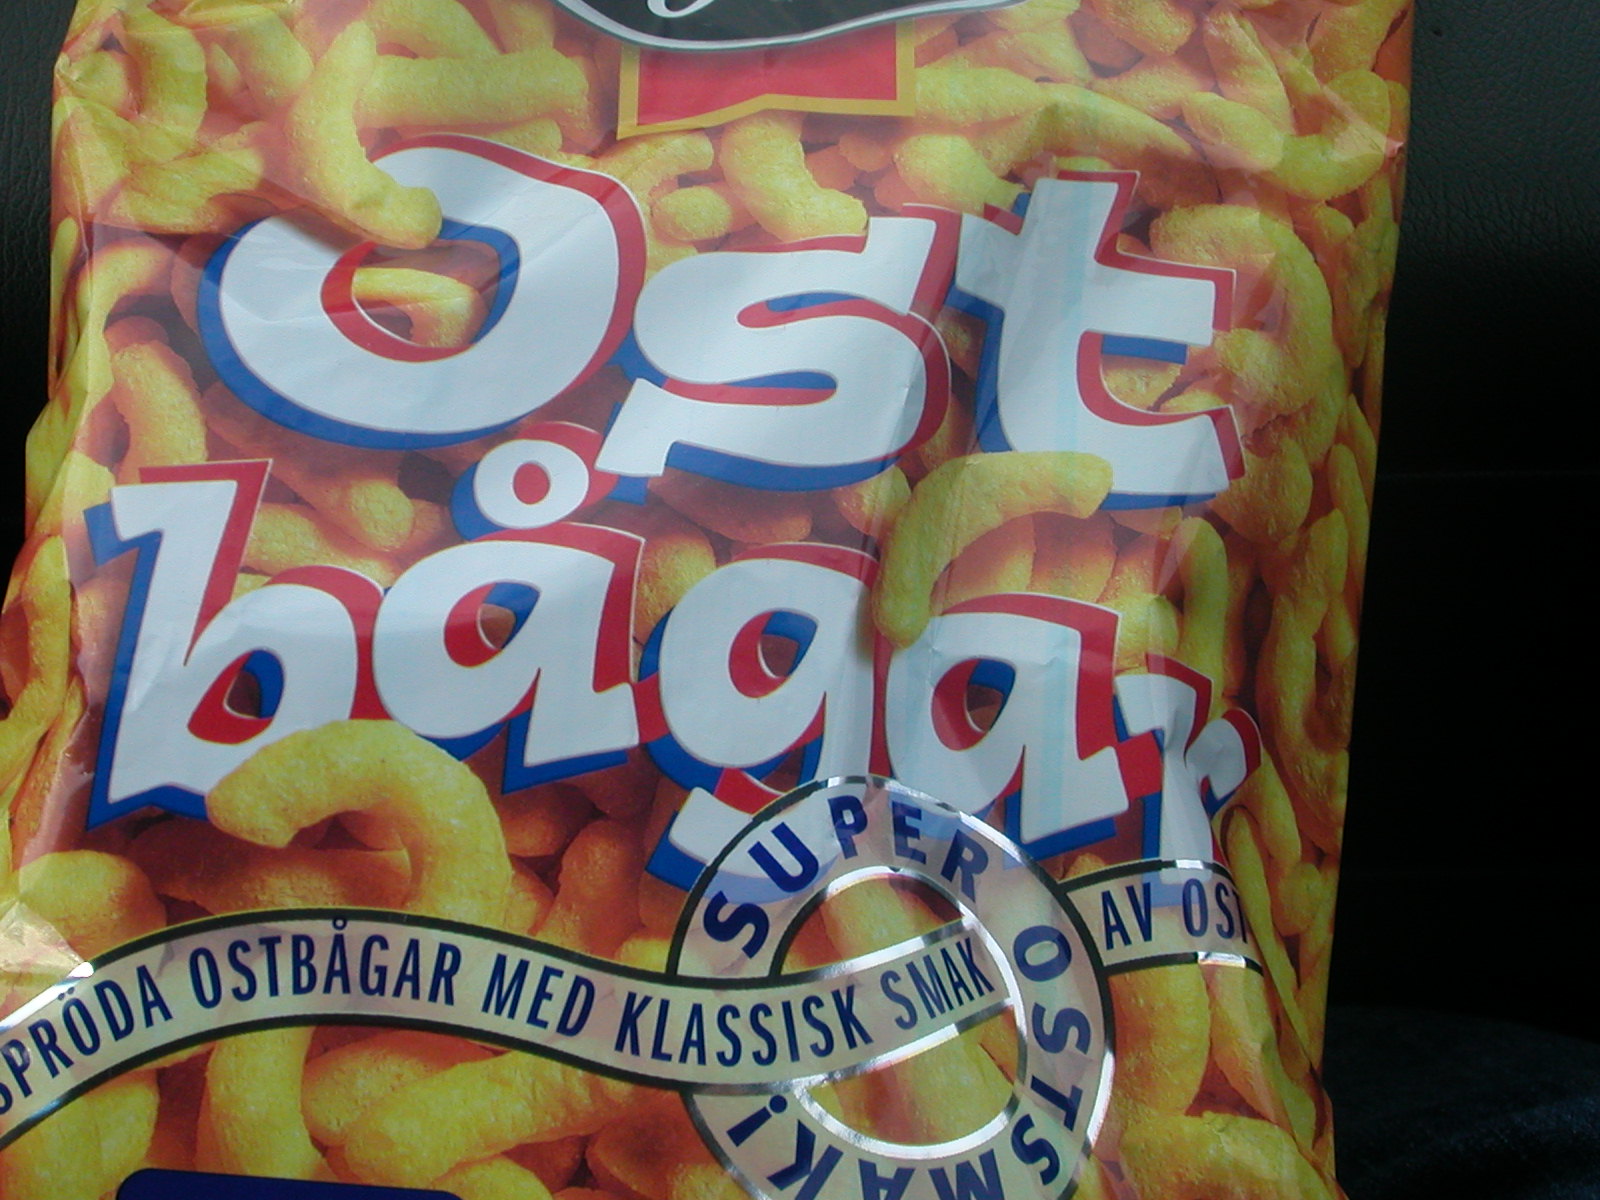 Ost
bågar
SPRÖDA OSTBÅGAR MED KLASSISK SMAK AV OST
SUPER OSTSMAK!